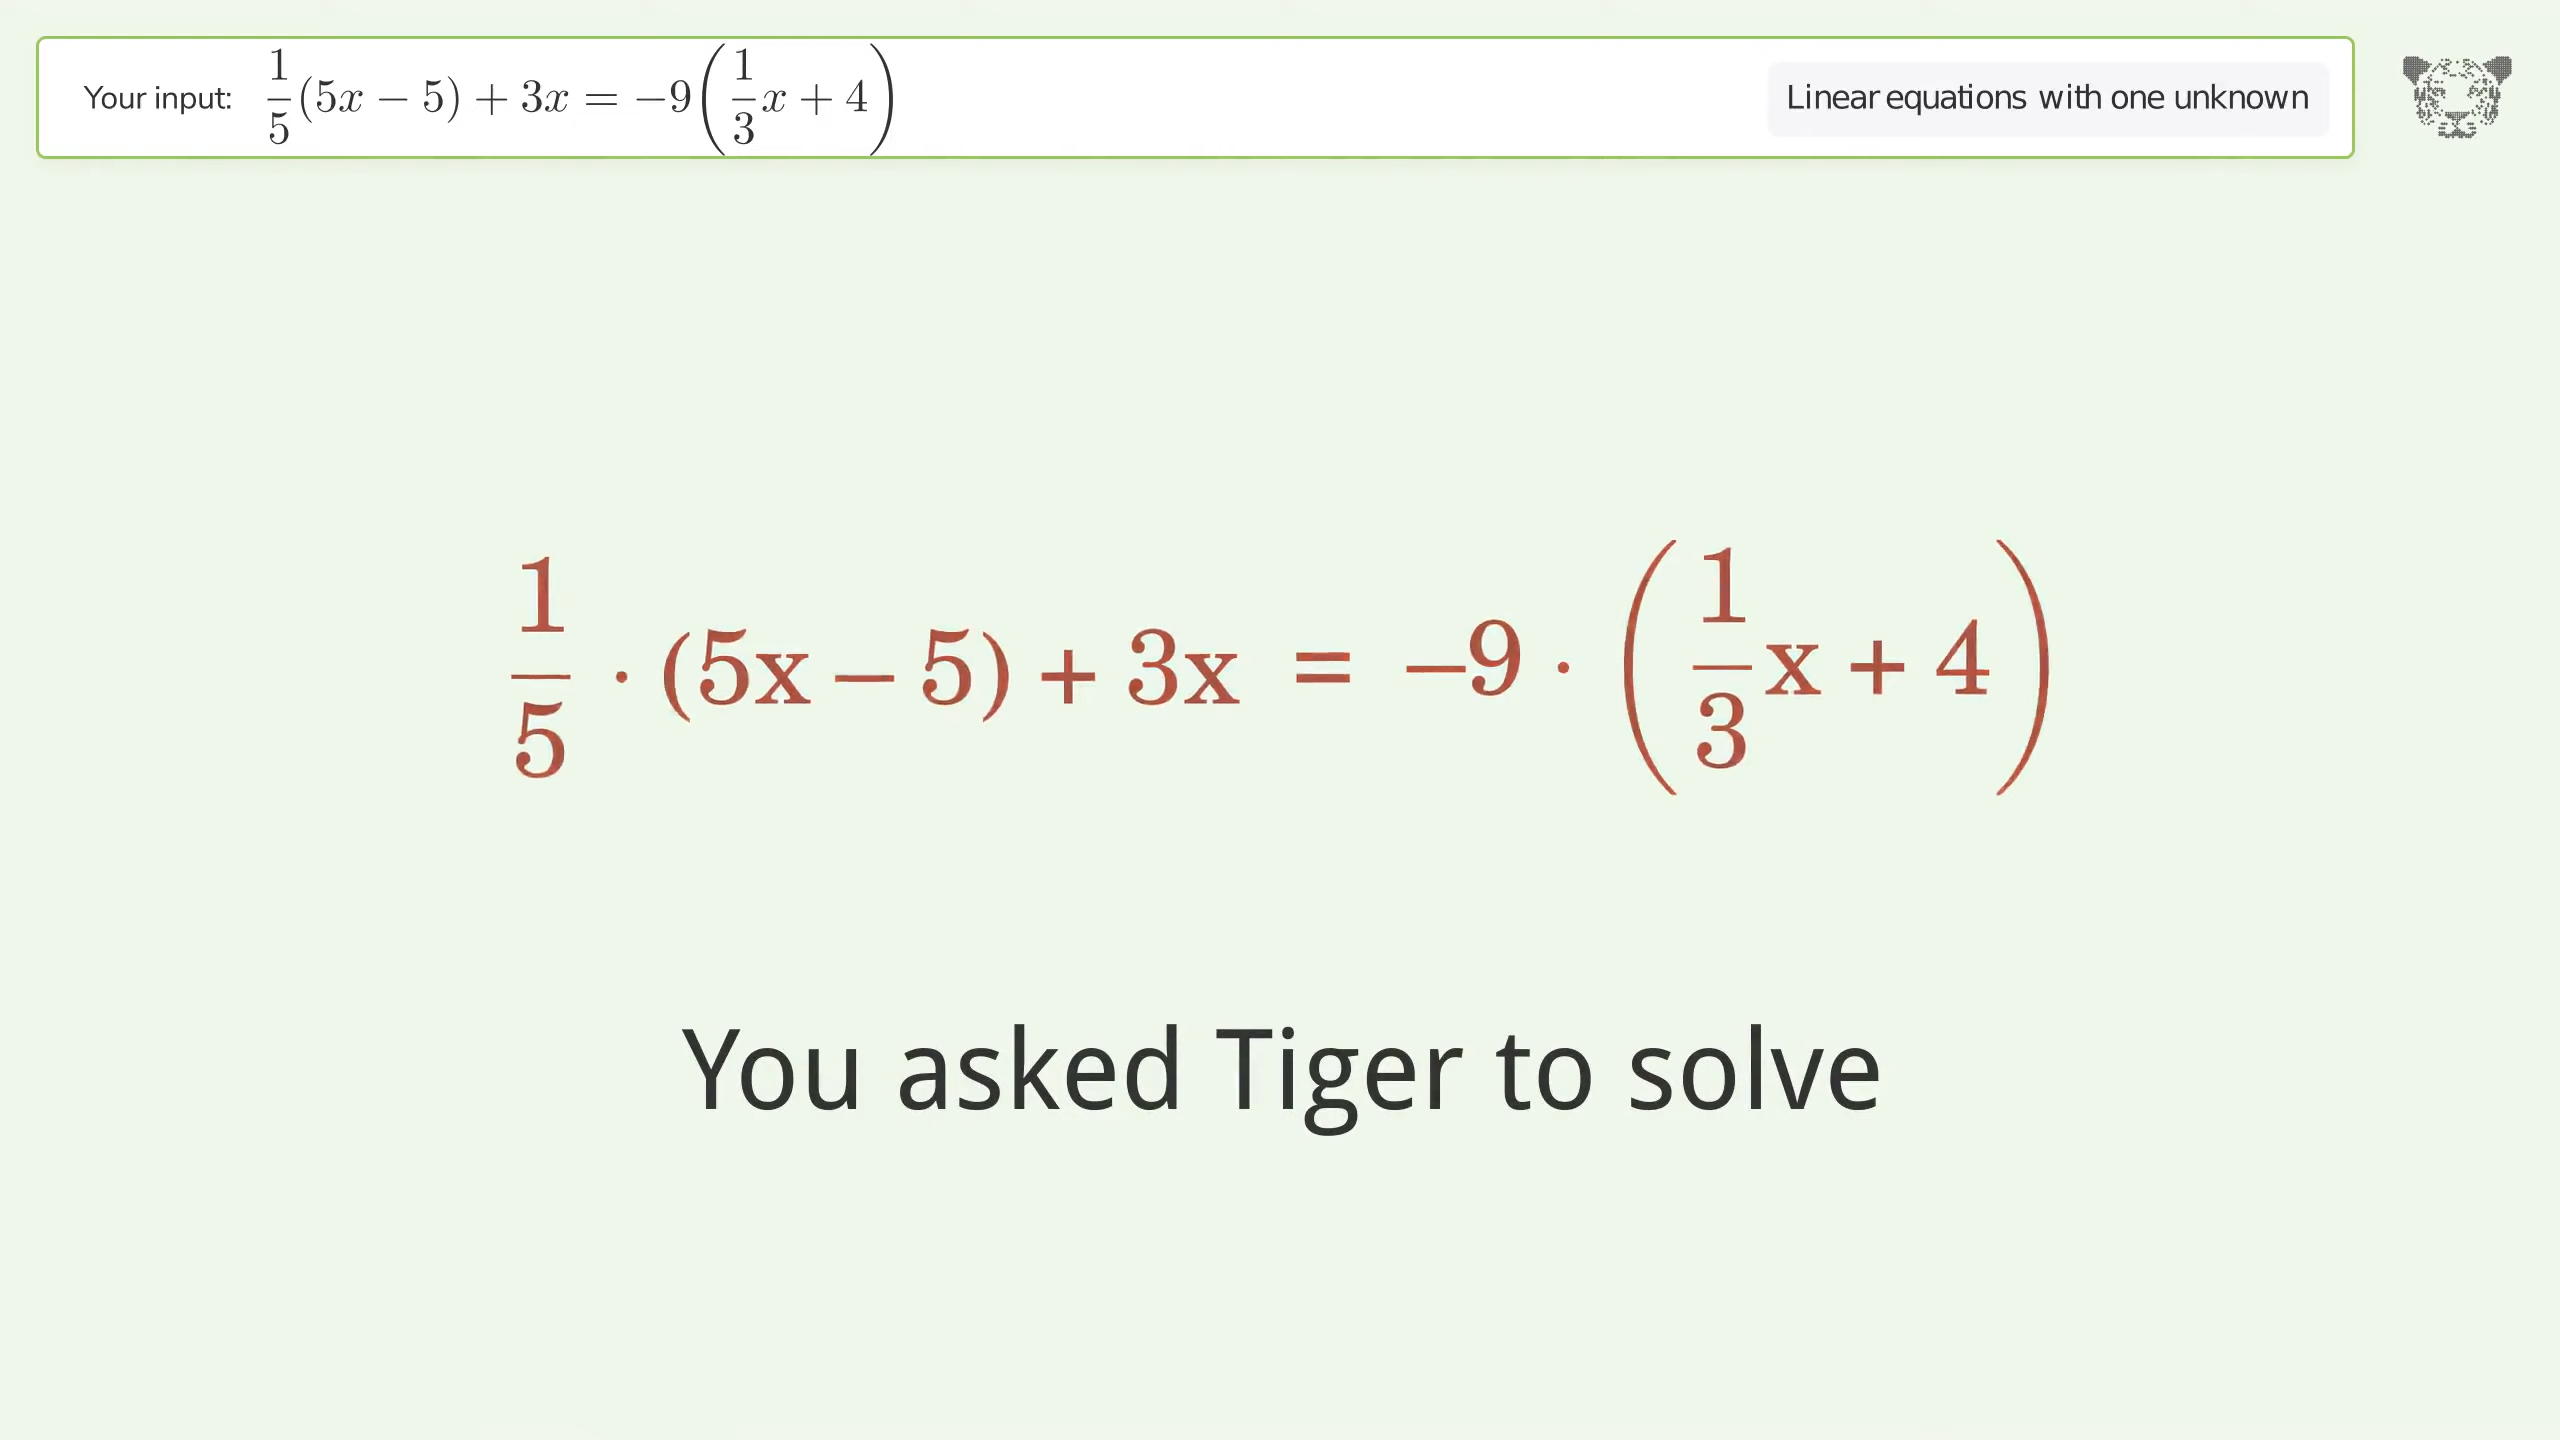 Your input: 1/5(5x − 5) + 3x = −9(1/3x + 4)
Linear equations with one unknown
1/5 · (5x − 5) + 3x = −9 · (1/3x + 4)
You asked Tiger to solve